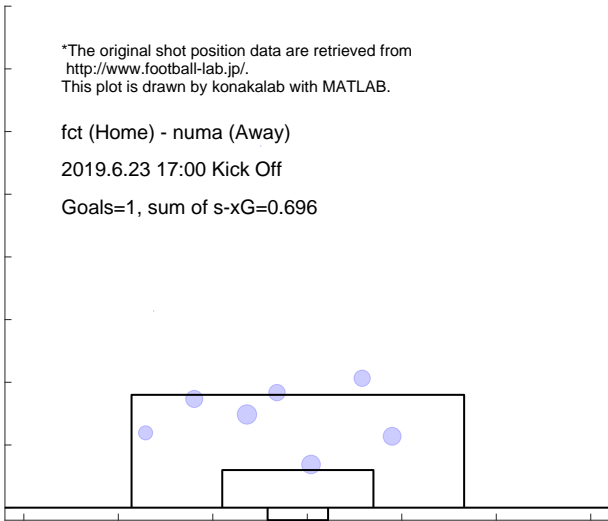 *The original shot position data are retrieved from
http://www.football-lab.jp/.
This plot is drawn by konakalab with MATLAB.
fct (Home) - numa (Away)
2019.6.23 17:00 Kick Off
Goals=1, sum of s-xG=0.696